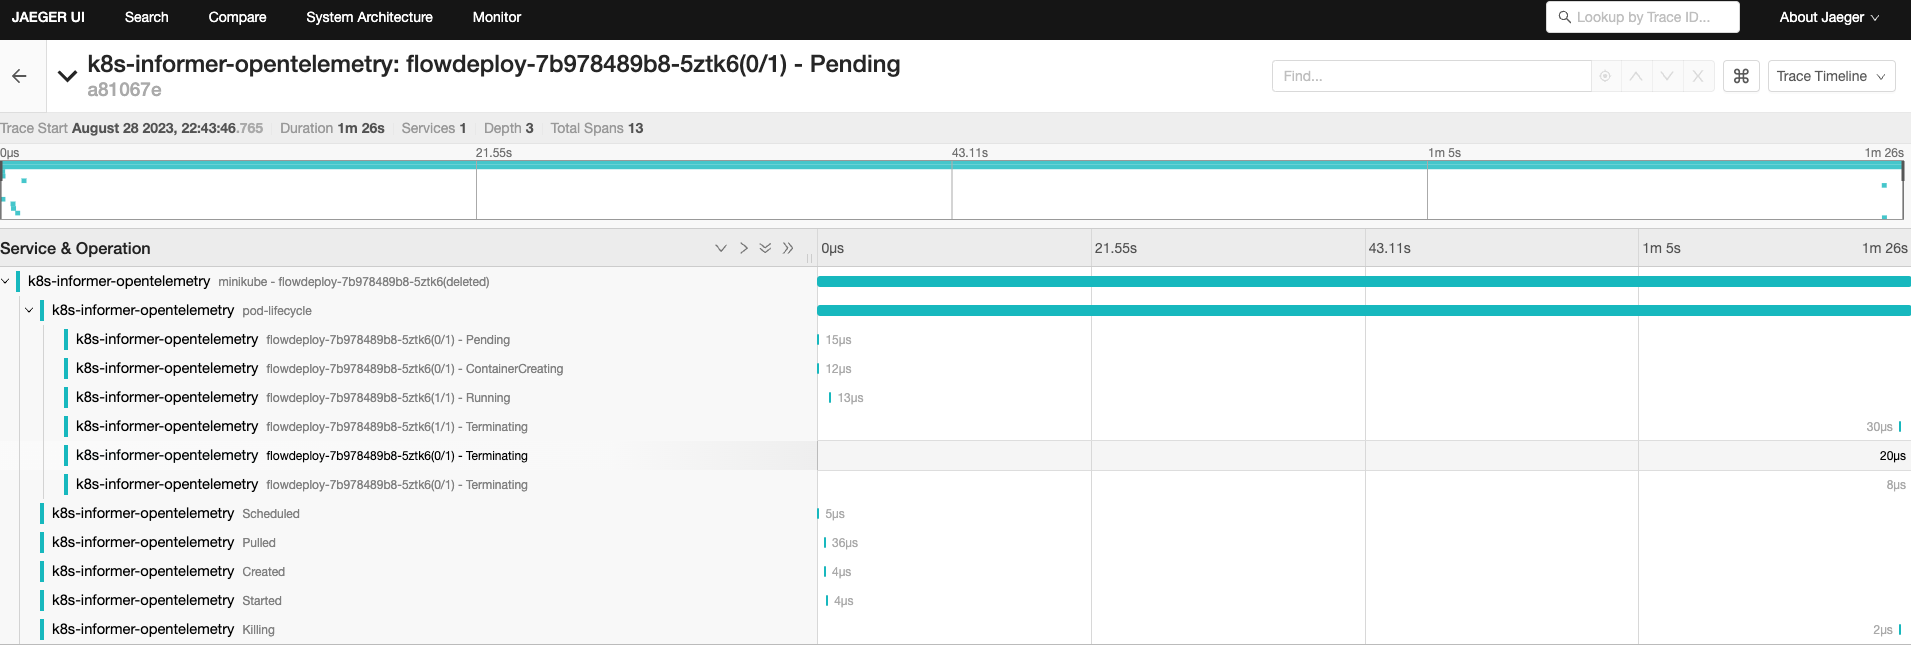 JAEGER UI Search Compare System Architecture Monitor Lookup by Trace ID... About Jaeger
k8s-informer-opentelemetry: flowdeploy-7b978489b8-5ztk6(0/1) - Pending
a81067e
Find... ⌘ Trace Timeline
Trace Start August 28 2023, 22:43:46.765 Duration 1m 26s Services 1 Depth 3 Total Spans 13
0μs 21.55s 43.11s 1m 5s 1m 26s
Service & Operation 0μs 21.55s 43.11s 1m 5s 1m 26s
k8s-informer-opentelemetry minikube - flowdeploy-7b978489b8-5ztk6(deleted)
k8s-informer-opentelemetry pod-lifecycle
k8s-informer-opentelemetry flowdeploy-7b978489b8-5ztk6(0/1) - Pending 15μs
k8s-informer-opentelemetry flowdeploy-7b978489b8-5ztk6(0/1) - ContainerCreating 12μs
k8s-informer-opentelemetry flowdeploy-7b978489b8-5ztk6(1/1) - Running 13μs
k8s-informer-opentelemetry flowdeploy-7b978489b8-5ztk6(1/1) - Terminating 30μs
k8s-informer-opentelemetry flowdeploy-7b978489b8-5ztk6(0/1) - Terminating 20μs
k8s-informer-opentelemetry flowdeploy-7b978489b8-5ztk6(0/1) - Terminating 8μs
k8s-informer-opentelemetry Scheduled 5μs
k8s-informer-opentelemetry Pulled 36μs
k8s-informer-opentelemetry Created 4μs
k8s-informer-opentelemetry Started 4μs
k8s-informer-opentelemetry Killing 2μs